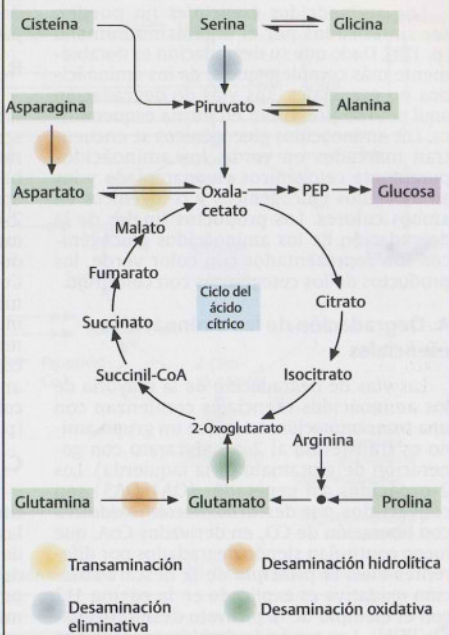 Cisteína
Serina
Glicina
Asparagina
Piruvato
Alanina
Aspartato
Oxala-
cetato
PEP
Glucosa
Malato
Fumarato
Citrato
Ciclo del
ácido
cítrico
Succinato
Isocitrato
Succinil-CoA
2-Oxoglutarato
Arginina
Glutamina
Glutamato
Prolina
Transaminación
Desaminación hidrolítica
Desaminación
eliminativa
Desaminación oxidativa